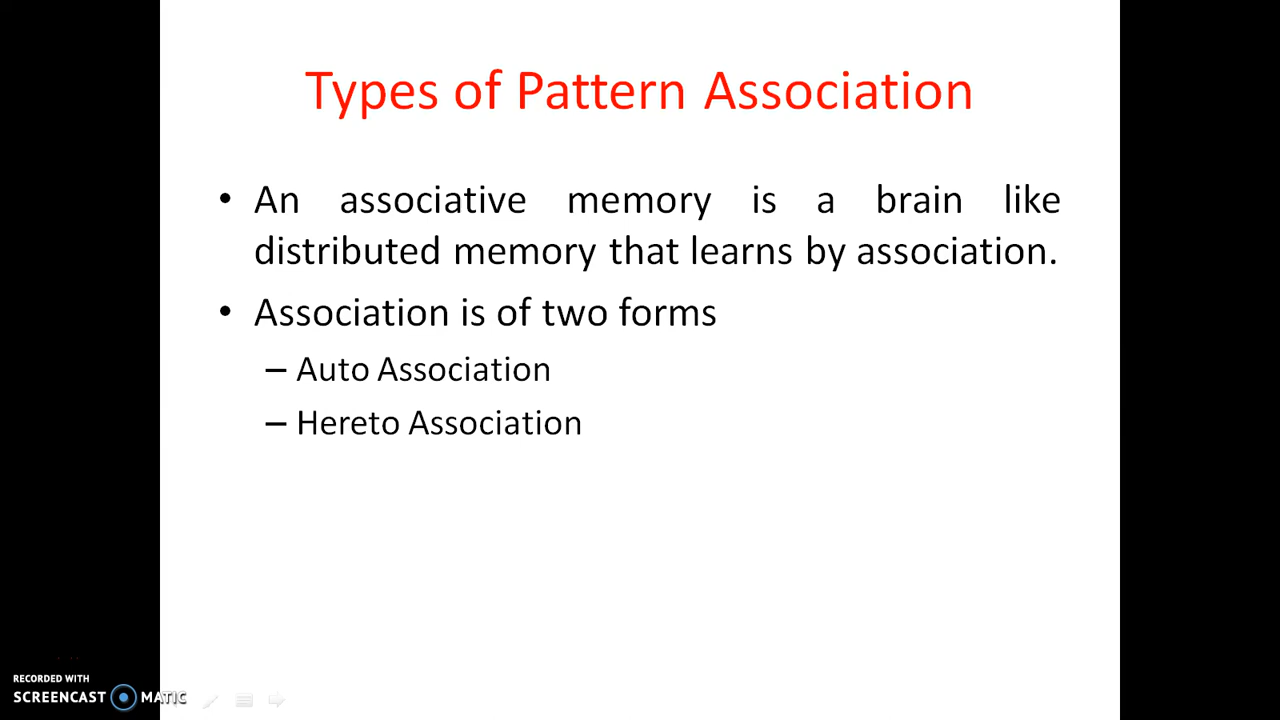 Types of Pattern Association
• An associative memory is a brain like
distributed memory that learns by association.
• Association is of two forms
– Auto Association
– Hereto Association
RECORDED WITH
SCREENCAST MATIC